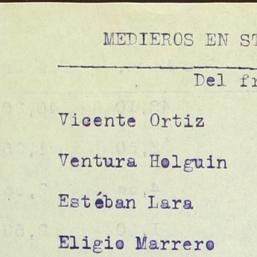 MEDIEROS EN ST
Del fr
Vicente Ortiz
Ventura Holguin
Estéban Lara
Eligio Marrero